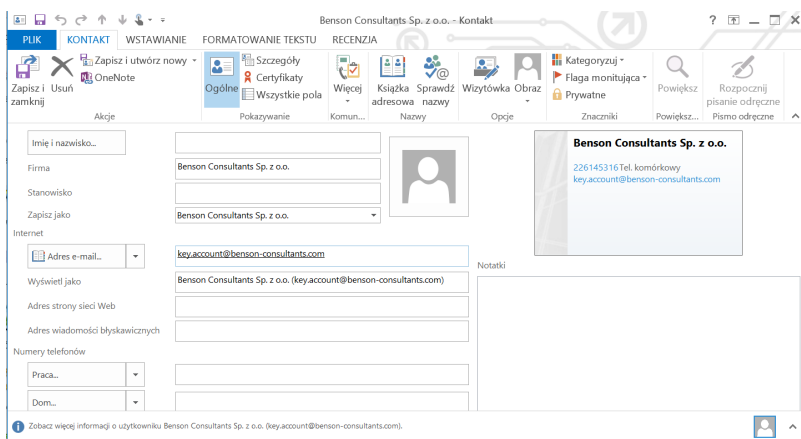 Benson Consultants Sp. z o.o. - Kontakt
PLIK KONTAKT WSTAWIANIE FORMATOWANIE TEKSTU RECENZJA
Zapisz i zamknij
Usuń
Zapisz i utwórz nowy
OneNote
Akcje
Ogólne
Szczegóły
Certyfikaty
Wszystkie pola
Pokazywanie
Więcej
Komun...
Książka adresowa
Sprawdź nazwy
Nazwy
Wizytówka
Obraz
Opcje
Kategoryzuj
Flaga monitująca
Prywatne
Znaczniki
Powiększ
Powiększ...
Rozpocznij pisanie odręczne
Pismo odręczne
Imię i nazwisko...
Firma Benson Consultants Sp. z o.o.
Stanowisko
Zapisz jako Benson Consultants Sp. z o.o.
Internet
Adres e-mail... key.account@benson-consultants.com
Wyświetl jako Benson Consultants Sp. z o.o. (key.account@benson-consultants.com)
Adres strony sieci Web
Adres wiadomości błyskawicznych
Numery telefonów
Praca...
Dom...
Benson Consultants Sp. z o.o.
226145316 Tel. komórkowy
key.account@benson-consultants.com
Notatki
Zobacz więcej informacji o użytkowniku Benson Consultants Sp. z o.o. (key.account@benson-consultants.com).